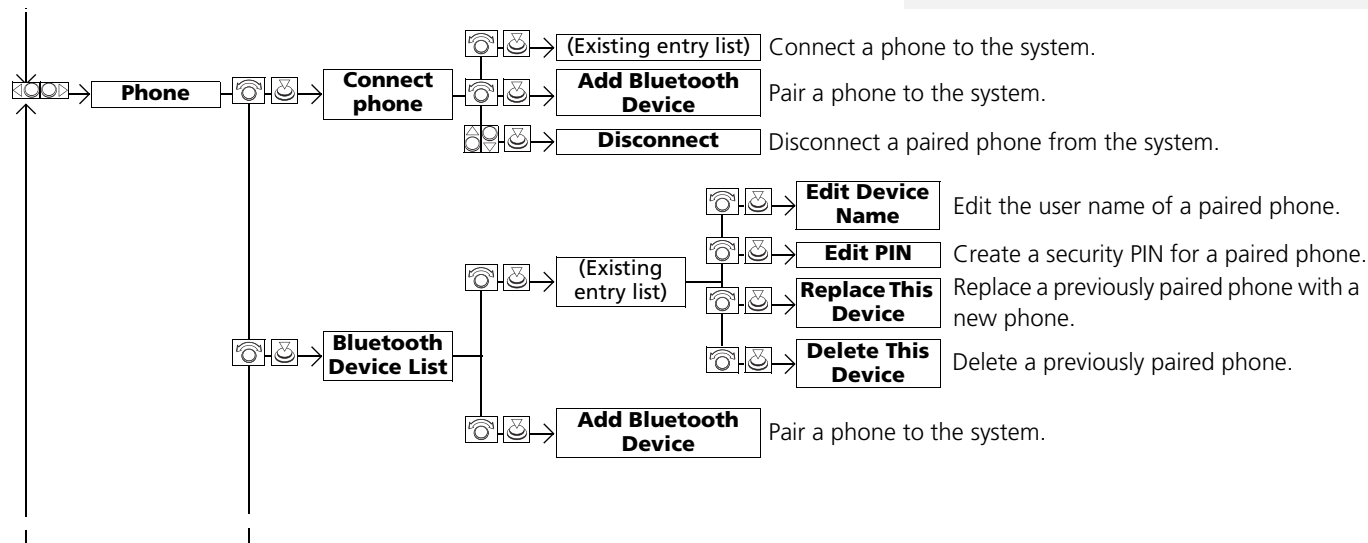 (Existing entry list) Connect a phone to the system.
Phone
Connect
phone
Add Bluetooth
Device
Pair a phone to the system.
Disconnect Disconnect a paired phone from the system.
Edit Device
Name
Edit the user name of a paired phone.
(Existing
entry list)
Edit PIN Create a security PIN for a paired phone.
Replace This
Device
Replace a previously paired phone with a
new phone.
Bluetooth
Device List
Delete This
Device
Delete a previously paired phone.
Add Bluetooth
Device
Pair a phone to the system.